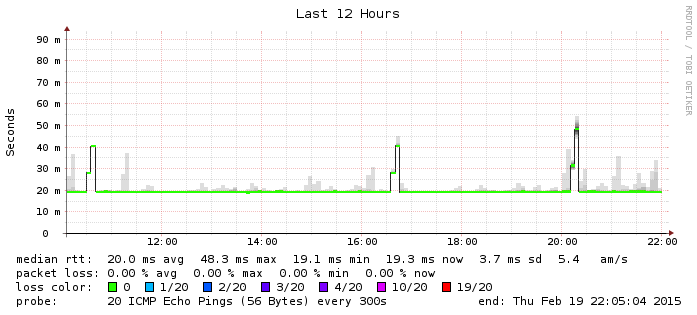 Last 12 Hours
RRDTOOL / TOBI OETIKER
Seconds
90 m
80 m
70 m
60 m
50 m
40 m
30 m
20 m
10 m
0
12:00 14:00 16:00 18:00 20:00 22:00
median rtt: 20.0 ms avg 48.3 ms max 19.1 ms min 19.3 ms now 3.7 ms sd 5.4 am/s
packet loss: 0.00 % avg 0.00 % max 0.00 % min 0.00 % now
loss color: 0 1/20 2/20 3/20 4/20 10/20 19/20
probe: 20 ICMP Echo Pings (56 Bytes) every 300s end: Thu Feb 19 22:05:04 2015